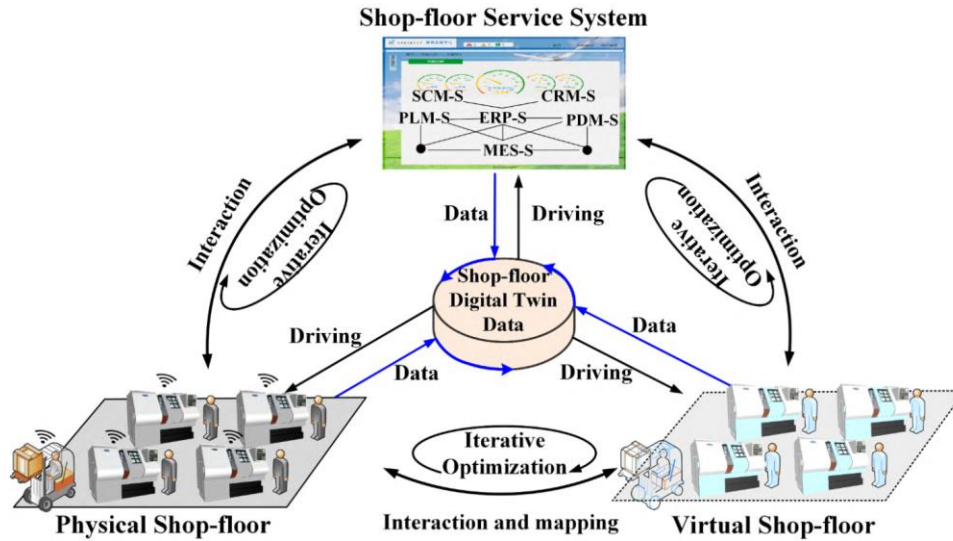 Shop-floor Service System
SCM-S
CRM-S
PLM-S
ERP-S
PDM-S
MES-S
Interaction
Iterative
Optimization
Data
Driving
Iterative
Optimization
Interaction
Shop-floor
Digital Twin
Data
Driving
Data
Data
Driving
Iterative
Optimization
Physical Shop-floor
Interaction and mapping
Virtual Shop-floor